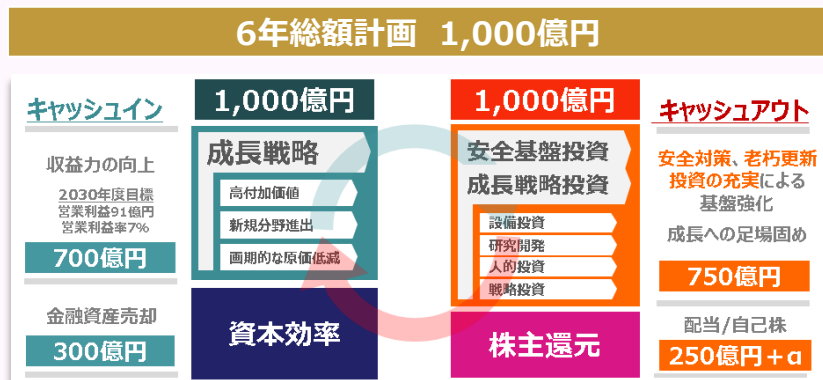 6年総額計画 1,000億円
キャッシュイン
収益力の向上
2030年度目標
営業利益91億円
営業利益率7%
700億円
金融資産売却
300億円
1,000億円
成長戦略
高付加価値
新規分野進出
画期的な原価低減
資本効率
1,000億円
安全基盤投資
成長戦略投資
設備投資
研究開発
人的投資
戦略投資
株主還元
キャッシュアウト
安全対策、老朽更新
投資の充実による
基盤強化
成長への足場固め
750億円
配当/自己株
250億円+α